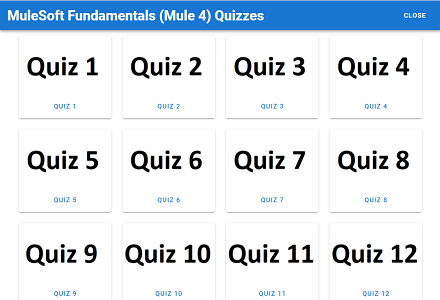 MuleSoft Fundamentals (Mule 4) Quizzes CLOSE
Quiz 1 Quiz 2 Quiz 3 Quiz 4
QUIZ 1 QUIZ 2 QUIZ 3 QUIZ 4
Quiz 5 Quiz 6 Quiz 7 Quiz 8
QUIZ 5 QUIZ 6 QUIZ 7 QUIZ 8
Quiz 9 Quiz 10 Quiz 11 Quiz 12
QUIZ 9 QUIZ 10 QUIZ 11 QUIZ 12